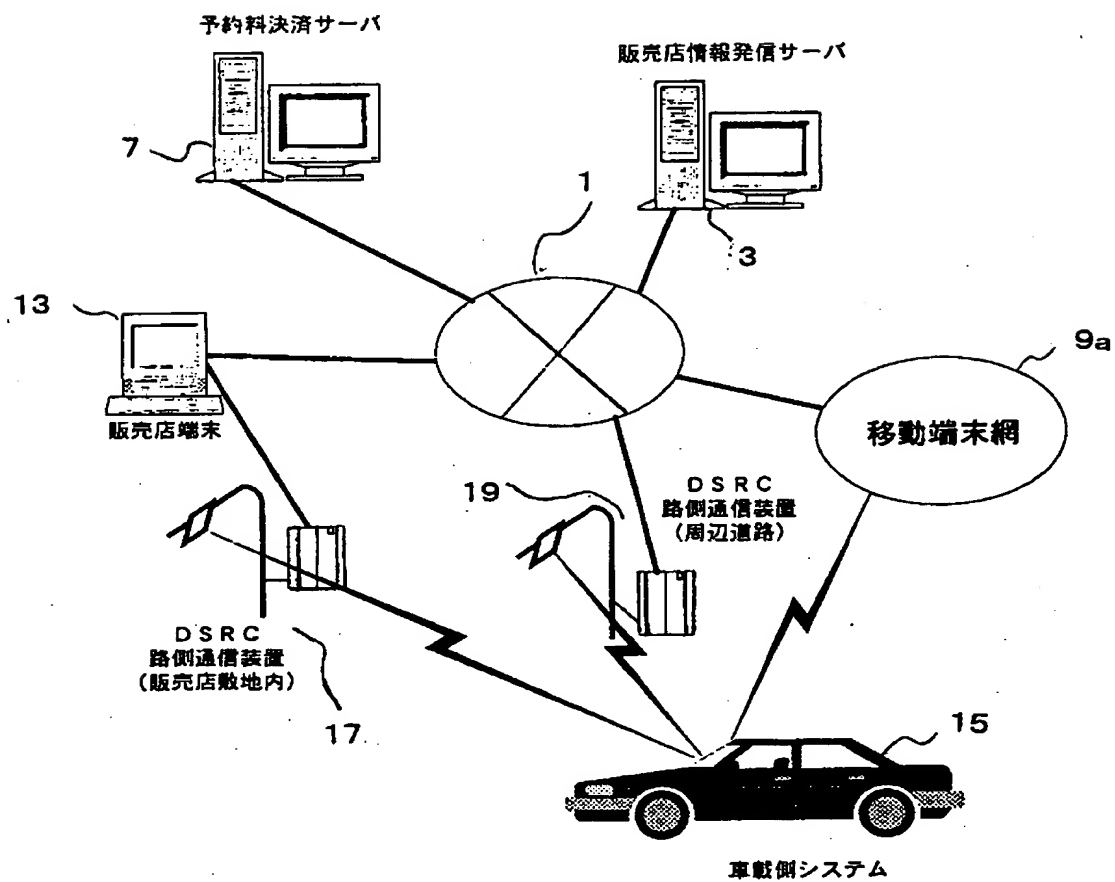 予約料決済サーバ
販売店情報発信サーバ
7
1
3
13
9a
販売店端末
移動端末網
19
DSRC
路側通信装置
(周辺道路)
DSRC
路側通信装置
(販売店敷地内)
17
15
車載側システム